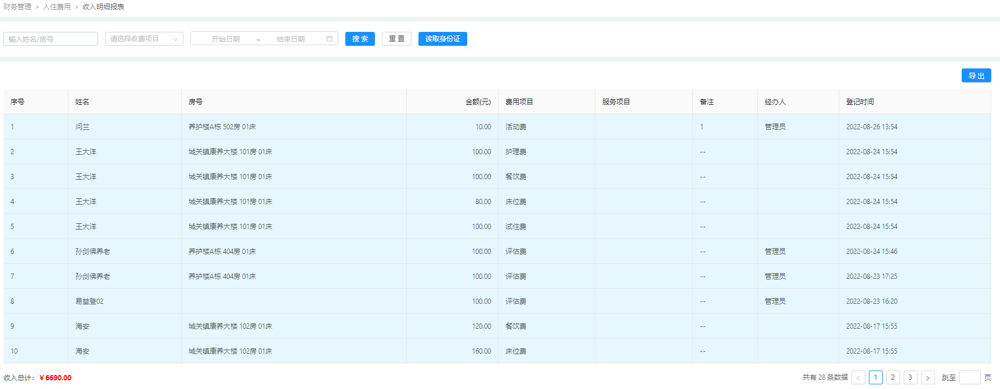 财务管理 > 入住费用 > 收入明细报表
输入姓名/房号 请选择收费项目 开始日期 ~ 结束日期 搜 索 重 置 读取身份证
导 出
序号 姓名 房号 金额(元) 费用项目 服务项目 备注 经办人 登记时间
1 问兰 养护楼A栋 502房 01床 10.00 活动费 1 管理员 2022-08-26 13:54
2 王大洋 城关镇康养大楼 101房 01床 100.00 护理费 -- 2022-08-24 15:54
3 王大洋 城关镇康养大楼 101房 01床 100.00 餐饮费 -- 2022-08-24 15:54
4 王大洋 城关镇康养大楼 101房 01床 80.00 床位费 -- 2022-08-24 15:54
5 王大洋 城关镇康养大楼 101房 01床 100.00 试住费 -- 2022-08-24 15:54
6 孙剑佛养老 养护楼A栋 404房 01床 100.00 评估费 -- 管理员 2022-08-24 15:46
7 孙剑佛养老 养护楼A栋 404房 01床 100.00 评估费 -- 管理员 2022-08-23 17:25
8 易堃登02 100.00 评估费 -- 管理员 2022-08-23 16:20
9 海安 城关镇康养大楼 102房 01床 120.00 餐饮费 -- 2022-08-17 15:55
10 海安 城关镇康养大楼 102房 01床 160.00 床位费 -- 2022-08-17 15:55
收入总计: ¥6690.00 共有 28 条数据 < 1 2 3 > 跳至 页